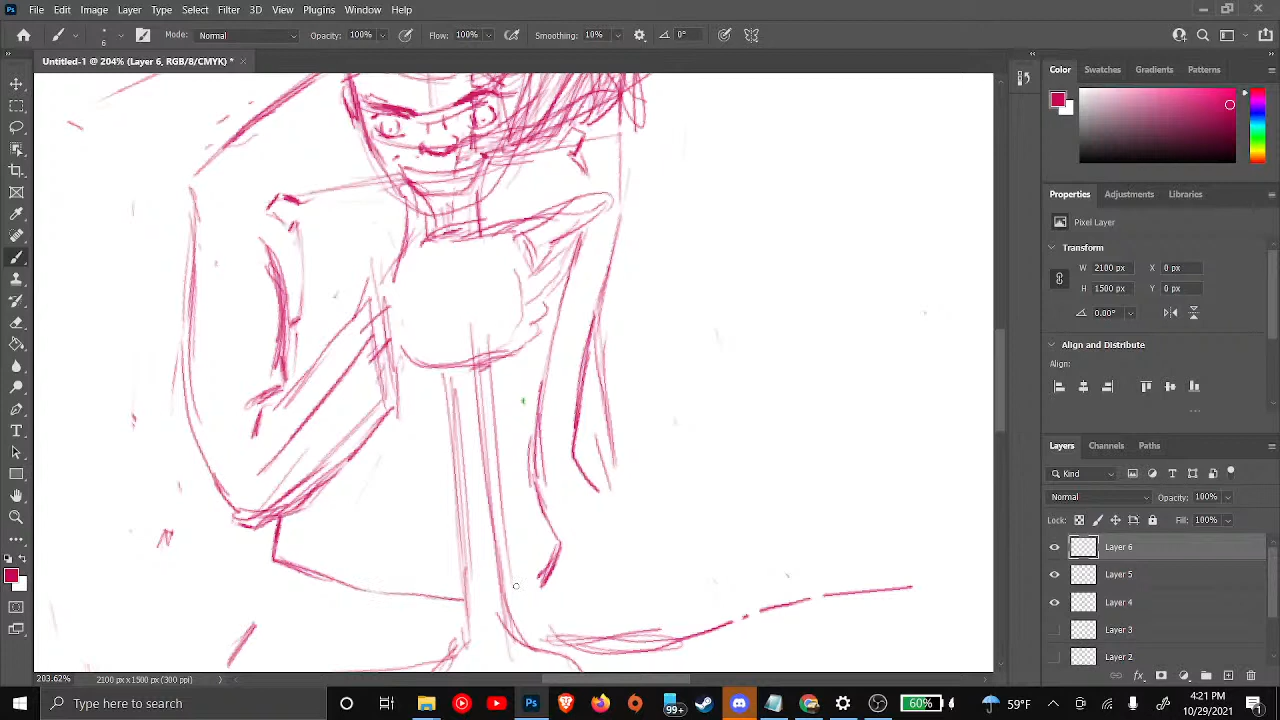 Ps File Edit Image Layer Type Select Filter 3D View Plugins Window Help
6 Mode: Normal Opacity: 100% Flow: 100% Smoothing: 10% 0°
Untitled-1 @ 204% (Layer 6, RGB/8/CMYK) *
Color Swatches Gradients Patterns
Properties Adjustments Libraries
Pixel Layer
Transform
W 2100 px X 0 px
H 1500 px Y 0 px
0.00°
Align and Distribute
Align:
Layers Channels Paths
Kind
Normal Opacity: 100%
Lock: Fill: 100%
Layer 6
Layer 5
Layer 4
Layer 3
Layer 2
203.62% 2100 px x 1500 px (300 ppi)
Type here to search
Ps 99+ 60% 59°F 4:21 PM
10/29/2021